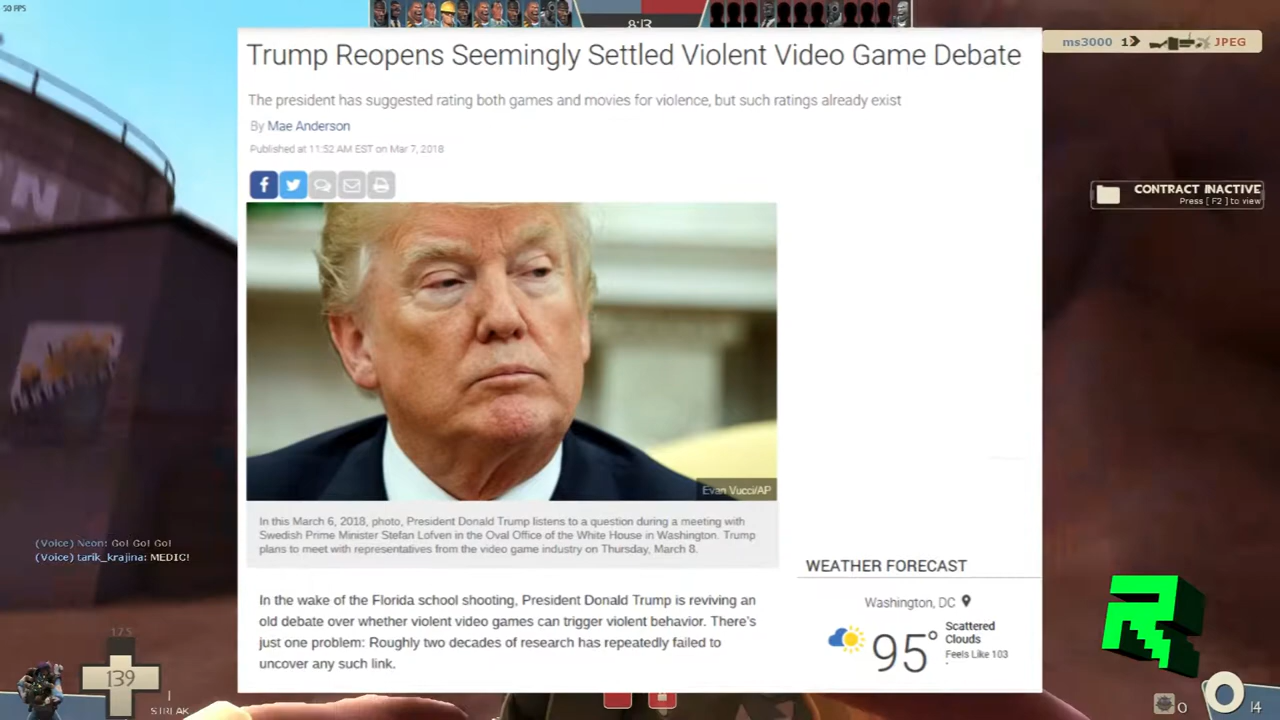 50 FPS
8:13
ms3000 1 JPEG
Trump Reopens Seemingly Settled Violent Video Game Debate
The president has suggested rating both games and movies for violence, but such ratings already exist
By Mae Anderson
Published at 11:52 AM EST on Mar 7, 2018
CONTRACT INACTIVE
Press [ F2 ] to view
Evan Vucci/AP
In this March 6, 2018, photo, President Donald Trump listens to a question during a meeting with
Swedish Prime Minister Stefan Lofven in the Oval Office of the White House in Washington. Trump
plans to meet with representatives from the video game industry on Thursday, March 8.
(Voice) Neon: Go! Go! Go!
(Voice) tarik_krajina: MEDIC!
WEATHER FORECAST
Washington, DC
95°
Scattered
Clouds
Feels Like 103
In the wake of the Florida school shooting, President Donald Trump is reviving an
old debate over whether violent video games can trigger violent behavior. There's
just one problem: Roughly two decades of research has repeatedly failed to
uncover any such link.
175
139
STREAK
0
0
14